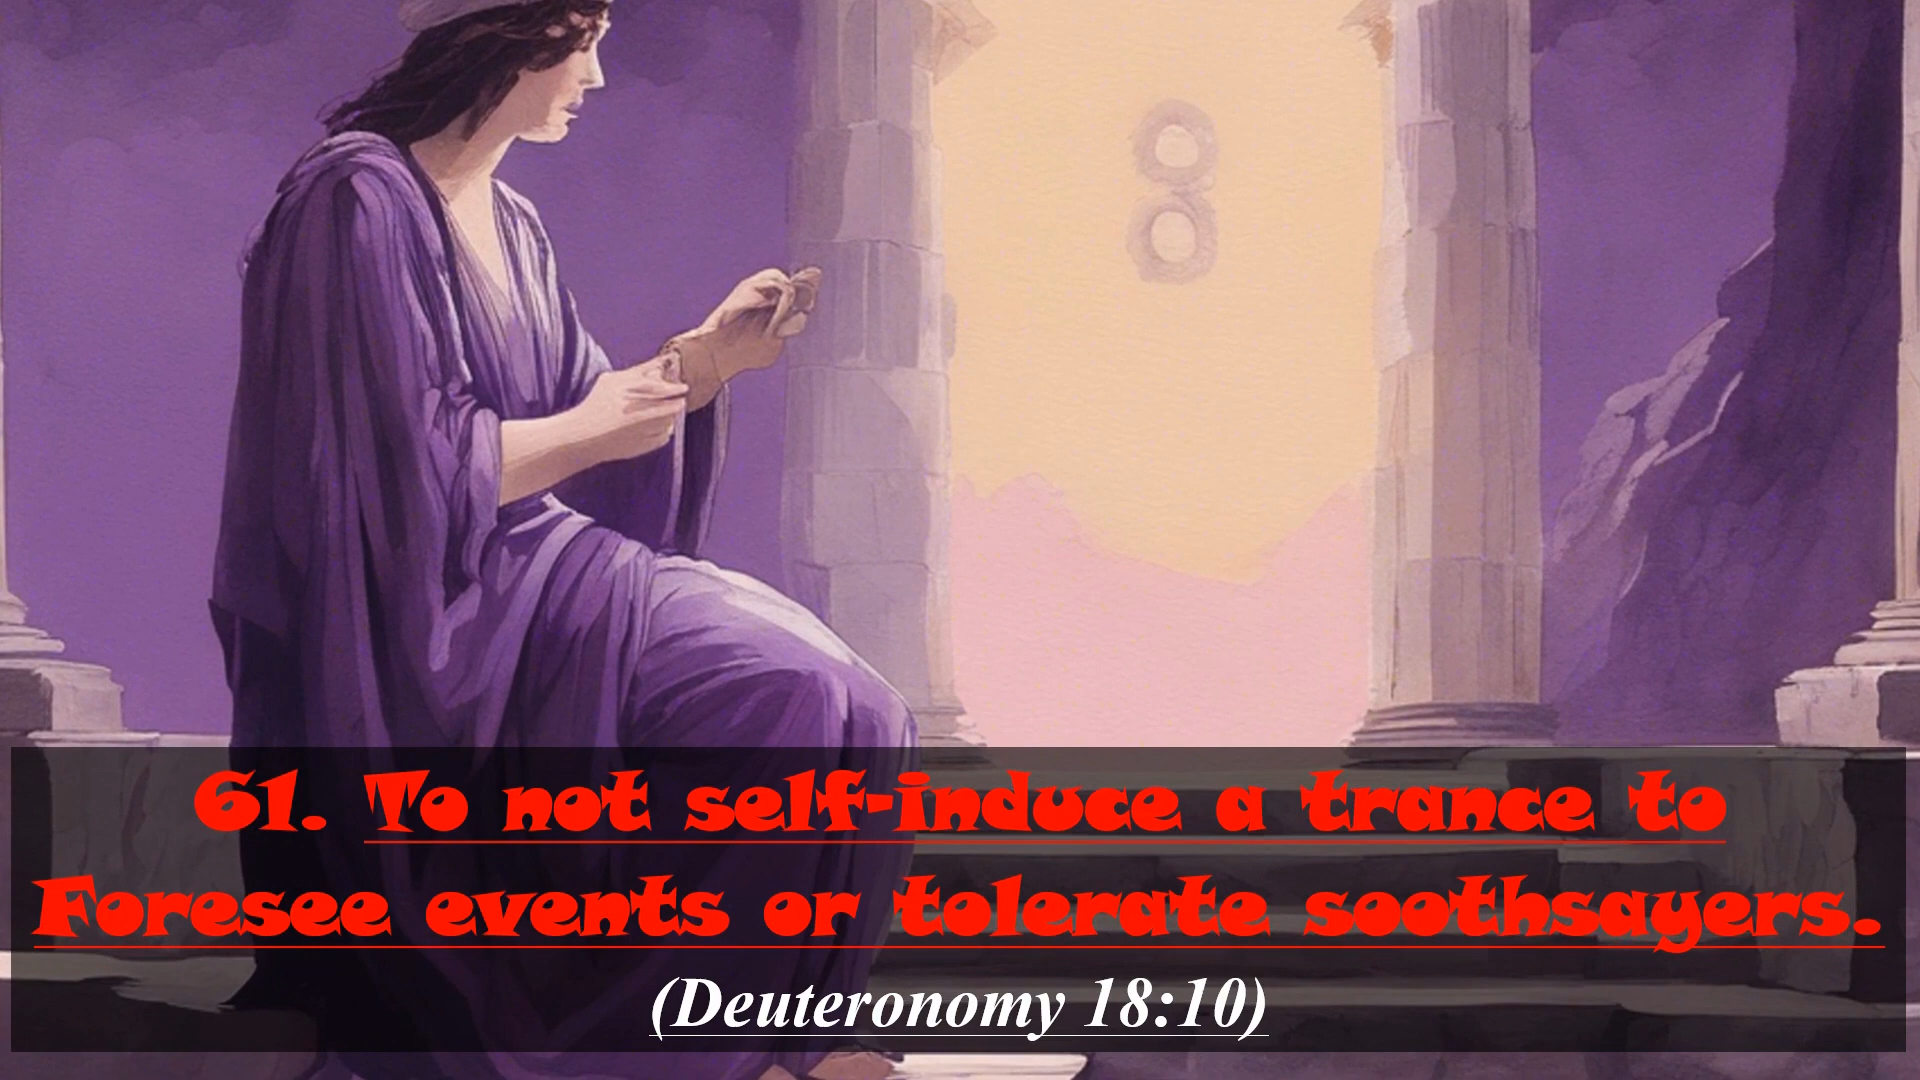 61. To not self-induce a trance to
Foresee events or tolerate soothsayers.
(Deuteronomy 18:10)